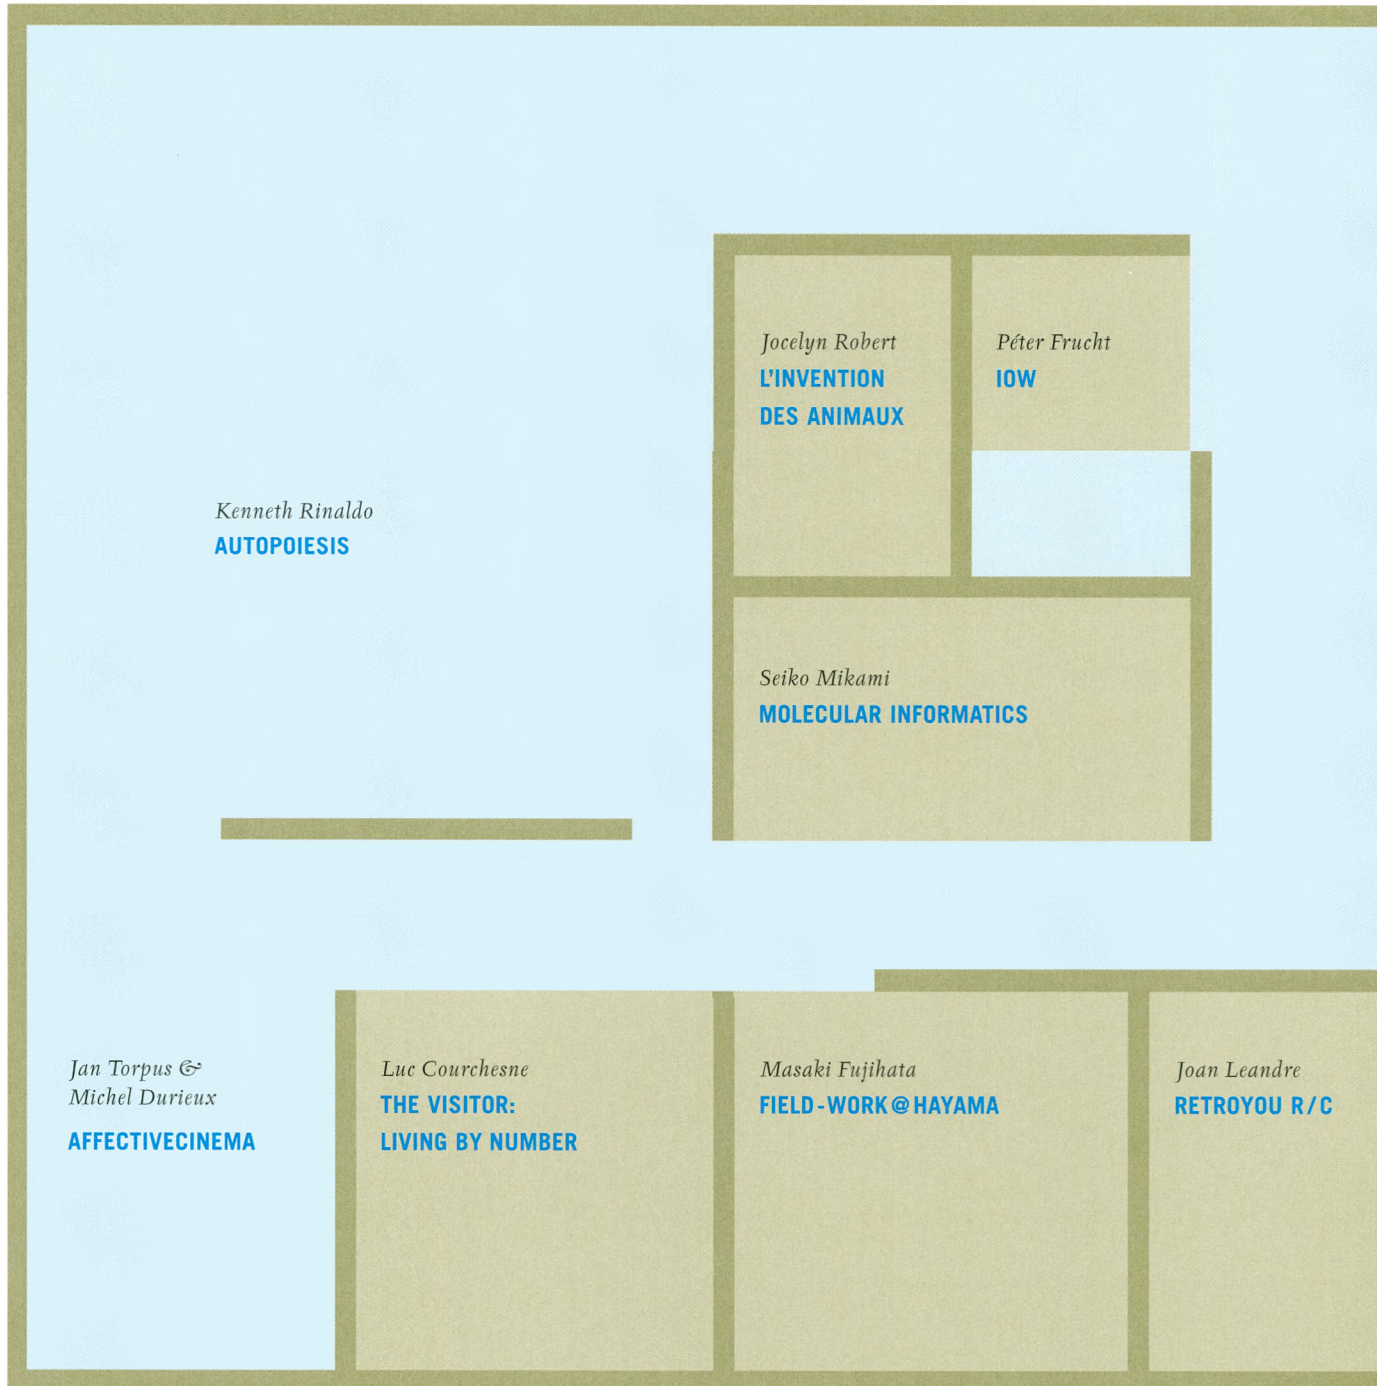 Jocelyn Robert
L'INVENTION
DES ANIMAUX
Péter Frucht
IOW
Kenneth Rinaldo
AUTOPOIESIS
Seiko Mikami
MOLECULAR INFORMATICS
Jan Torpus &
Michel Durieux
AFFECTIVECINEMA
Luc Courchesne
THE VISITOR:
LIVING BY NUMBER
Masaki Fujihata
FIELD-WORK@HAYAMA
Joan Leandre
RETROYOU R/C